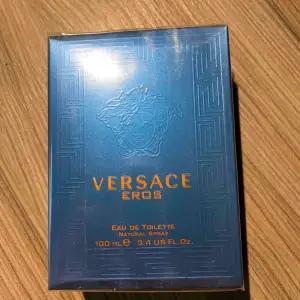 VERSACE
EROS
EAU DE TOILETTE
NATURAL SPRAY
100 ML ℮ 3.4 US FL.OZ.